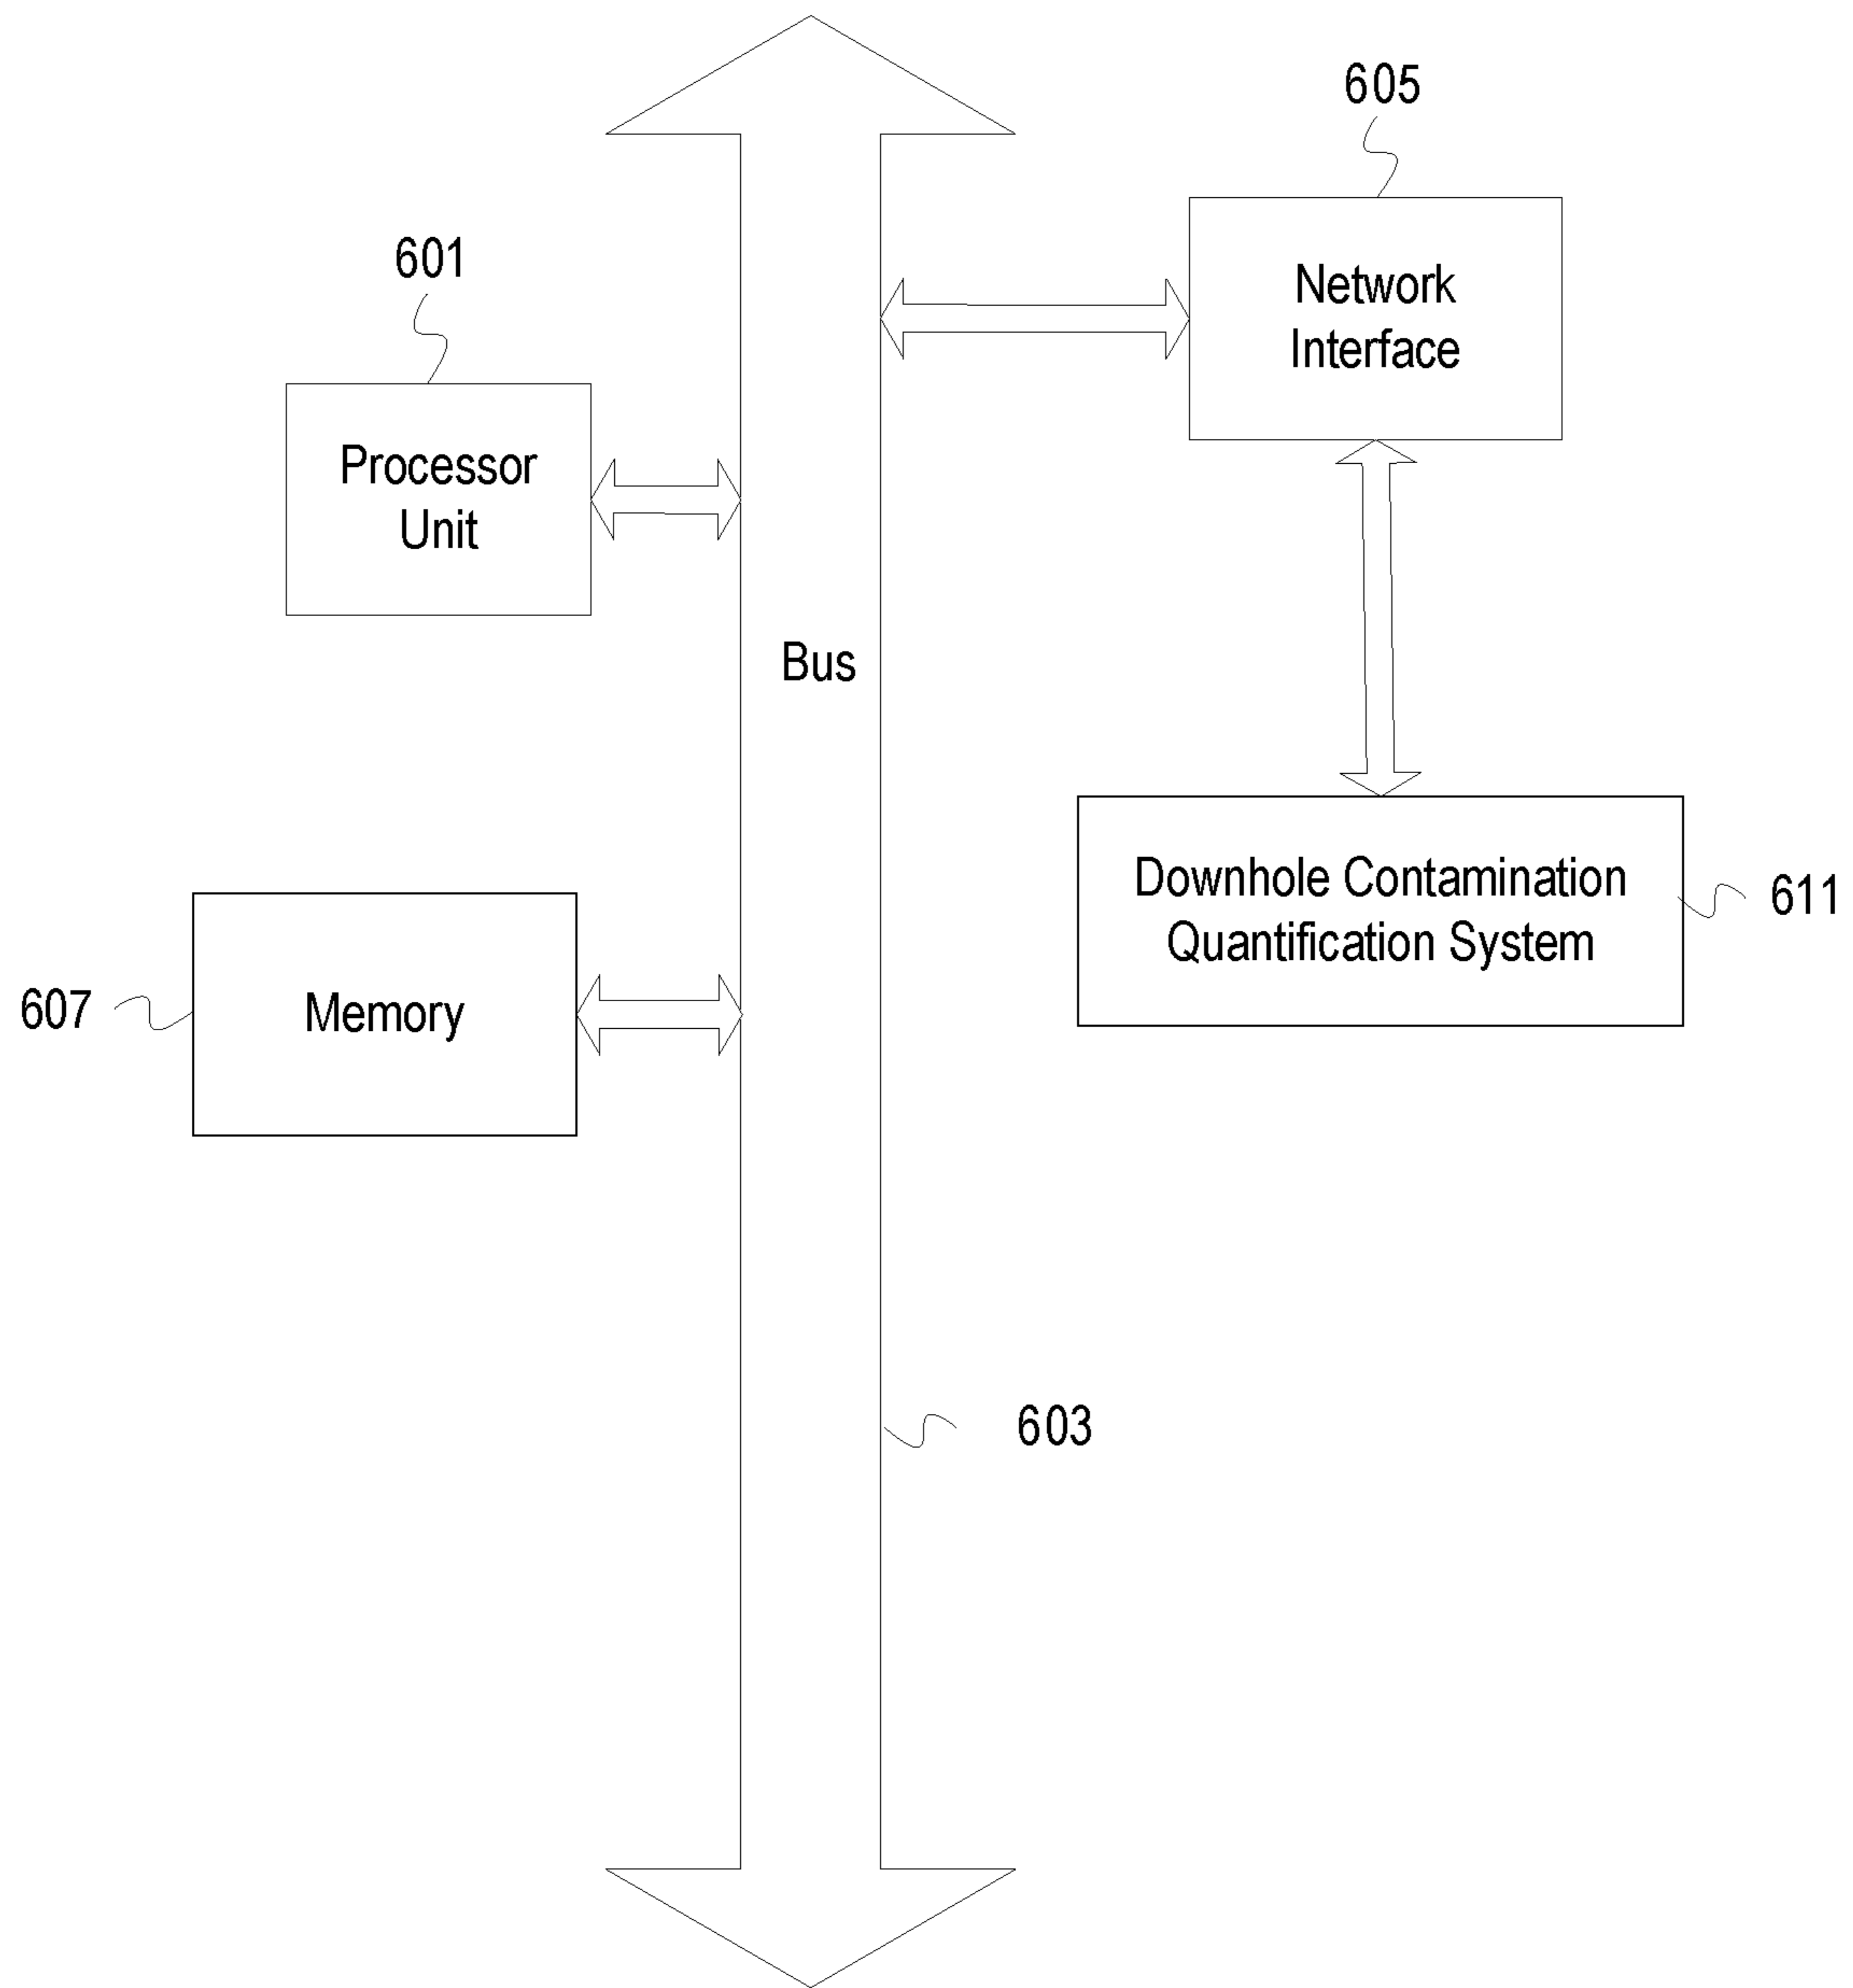 605
Network
Interface
601
Processor
Unit
Bus
Downhole Contamination
Quantification System
611
607
Memory
603